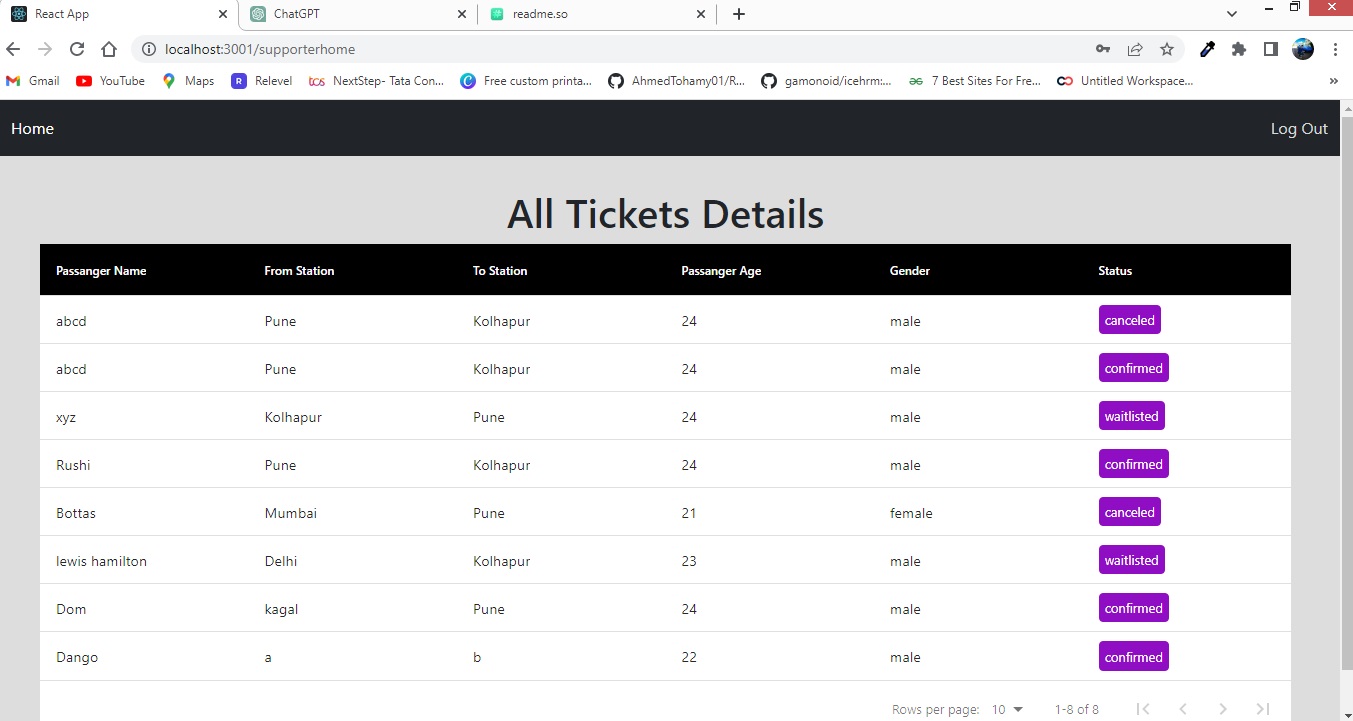 React App ChatGPT readme.so
localhost:3001/supporterhome
Gmail YouTube Maps Relevel NextStep- Tata Con... Free custom printa... AhmedTohamy01/R... gamonoid/icehrm:... 7 Best Sites For Fre... Untitled Workspace...
Home Log Out
All Tickets Details
Passanger Name From Station To Station Passanger Age Gender Status
abcd Pune Kolhapur 24 male canceled
abcd Pune Kolhapur 24 male confirmed
xyz Kolhapur Pune 24 male waitlisted
Rushi Pune Kolhapur 24 male confirmed
Bottas Mumbai Pune 21 female canceled
lewis hamilton Delhi Kolhapur 23 male waitlisted
Dom kagal Pune 24 male confirmed
Dango a b 22 male confirmed
Rows per page: 10 1-8 of 8